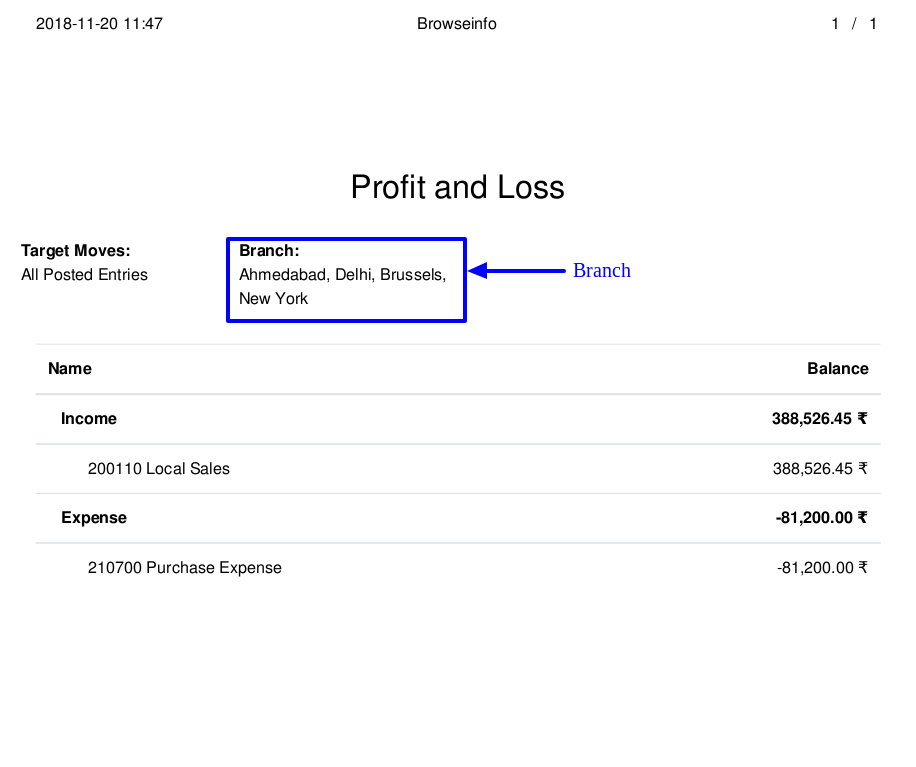 2018-11-20 11:47 Browseinfo 1 / 1
Profit and Loss
Target Moves:
All Posted Entries
Branch:
Ahmedabad, Delhi, Brussels,
New York
Branch
Name Balance
Income 388,526.45 ₹
200110 Local Sales 388,526.45 ₹
Expense -81,200.00 ₹
210700 Purchase Expense -81,200.00 ₹